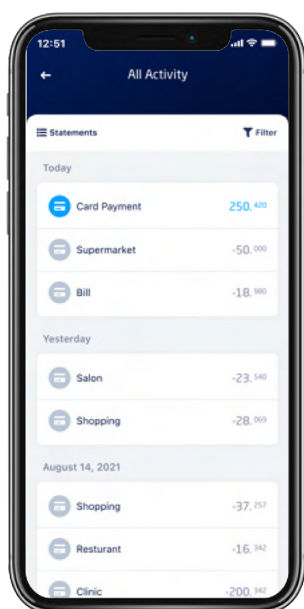 12:51
All Activity
Statements Filter
Today
Card Payment 250.420
Supermarket -50.000
Bill -18.980
Yesterday
Salon -23.540
Shopping -28.069
August 14, 2021
Shopping -37.257
Resturant -16.342
Clinic -200.342